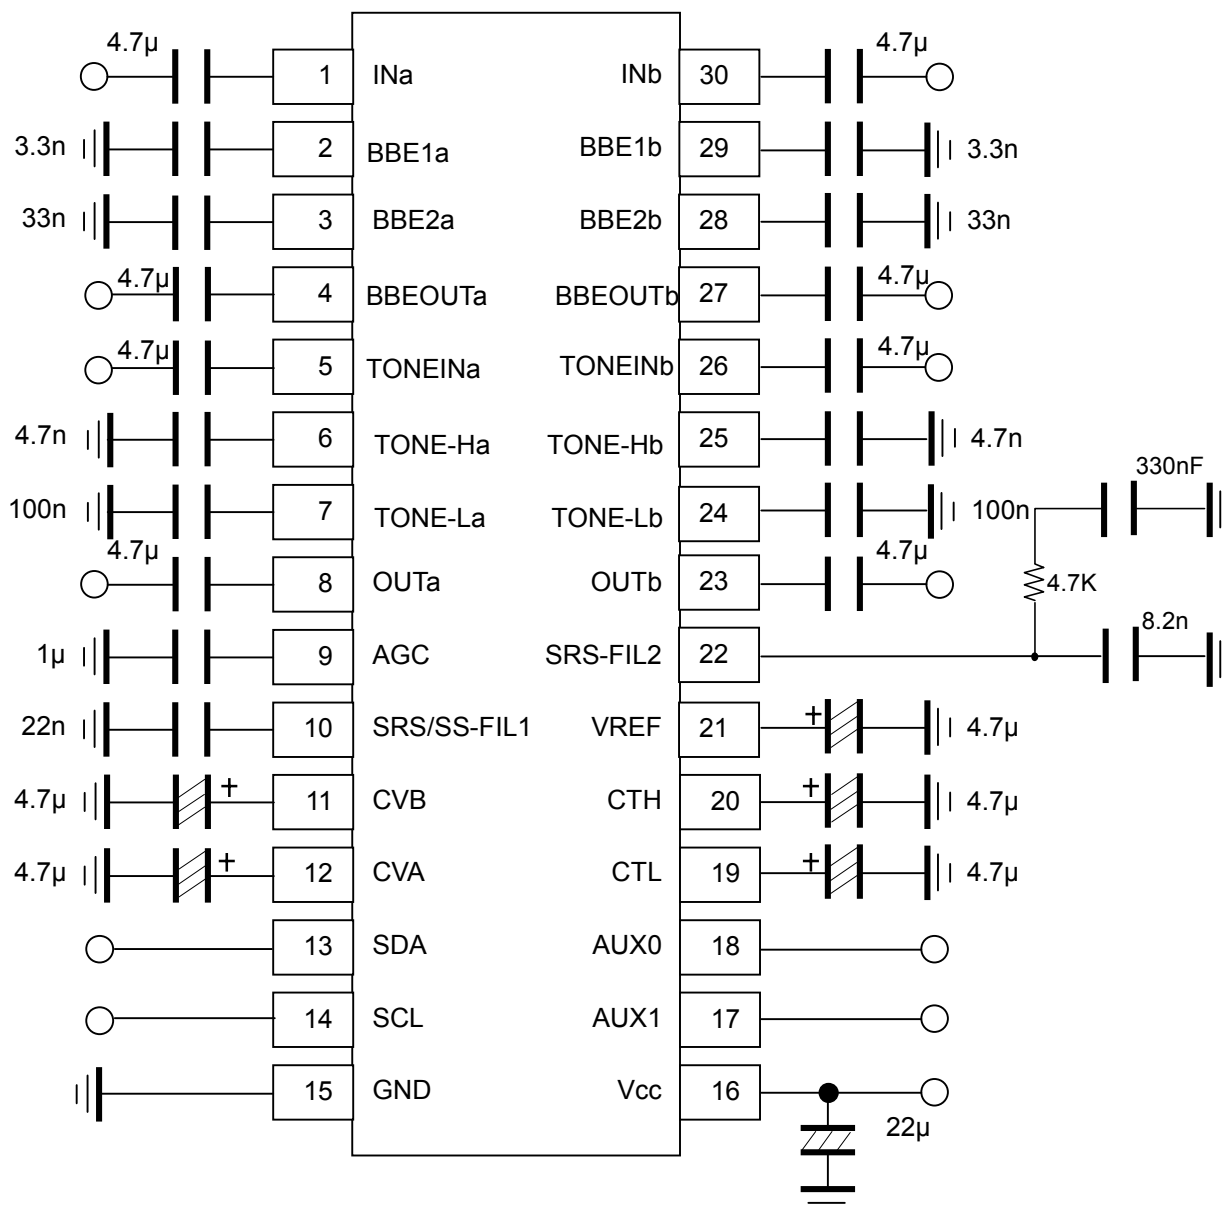 4.7μ 4.7μ
1 INa INb 30
3.3n 2 BBE1a BBE1b 29 3.3n
33n 3 BBE2a BBE2b 28 33n
4.7μ 4 BBEOUTa BBEOUTb 27 4.7μ
4.7μ 5 TONEINa TONEINb 26 4.7μ
4.7n 6 TONE-Ha TONE-Hb 25 4.7n
330nF
100n 7 TONE-La TONE-Lb 24 100n
4.7μ 4.7μ
8 OUTa OUTb 23 4.7K
8.2n
1μ 9 AGC SRS-FIL2 22
22n 10 SRS/SS-FIL1 VREF 21 + 4.7μ
4.7μ + 11 CVB CTH 20 + 4.7μ
4.7μ + 12 CVA CTL 19 + 4.7μ
13 SDA AUX0 18
14 SCL AUX1 17
15 GND Vcc 16
22μ